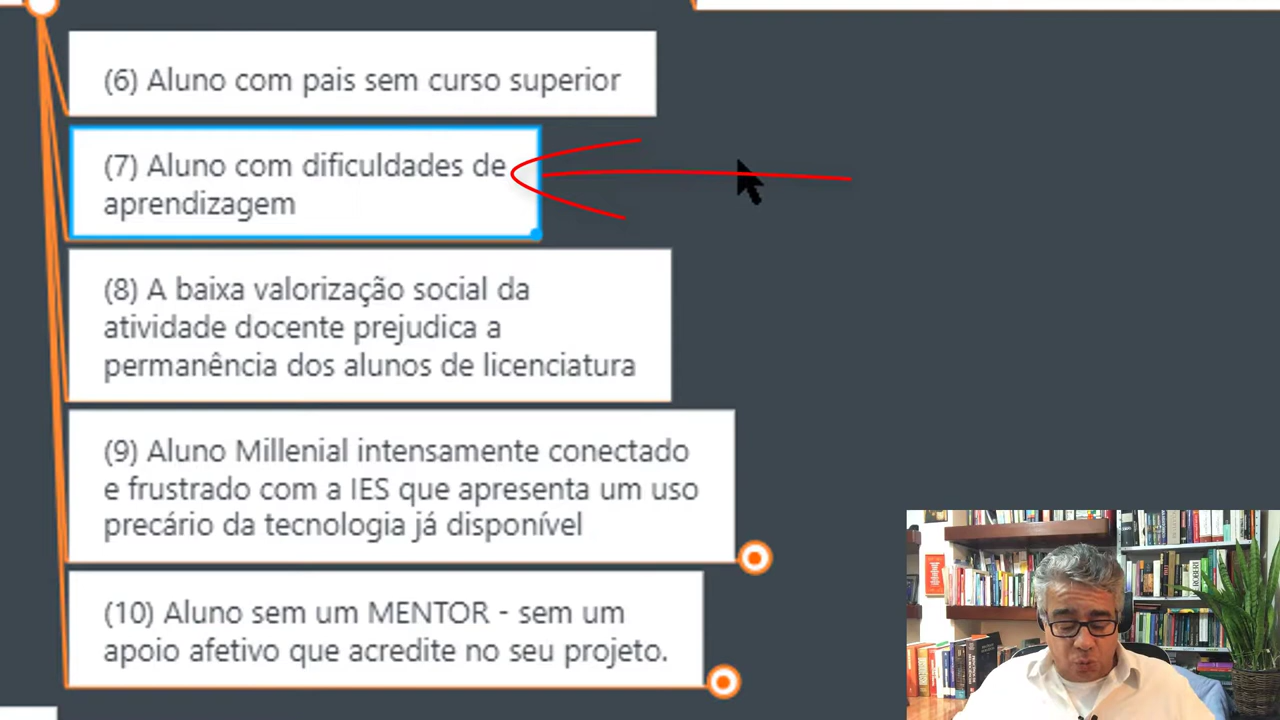 (6) Aluno com pais sem curso superior
(7) Aluno com dificuldades de
aprendizagem
(8) A baixa valorização social da
atividade docente prejudica a
permanência dos alunos de licenciatura
(9) Aluno Millenial intensamente conectado
e frustrado com a IES que apresenta um uso
precário da tecnologia já disponível
(10) Aluno sem um MENTOR - sem um
apoio afetivo que acredite no seu projeto.